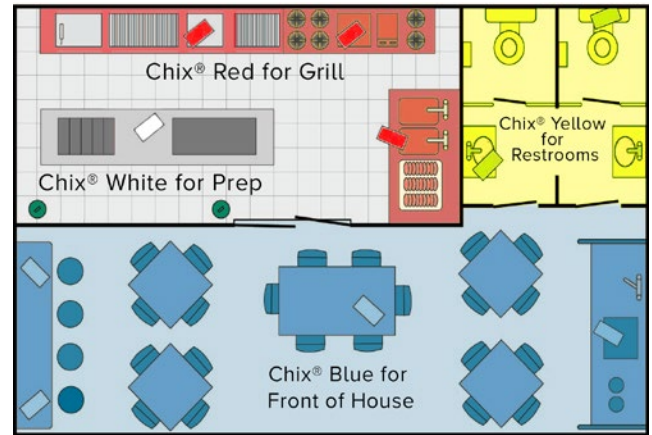 Chix® Red for Grill
Chix® Yellow
for
Restrooms
Chix® White for Prep
Chix® Blue for
Front of House